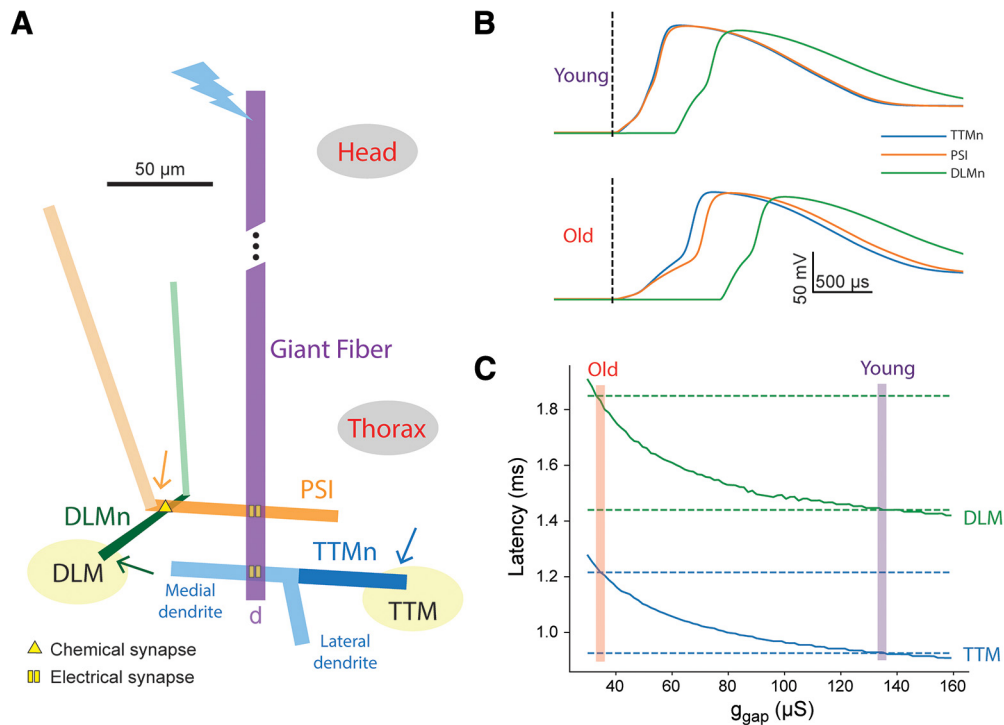 A
Head
50 µm
Giant Fiber
Thorax
PSI
DLMn
TTMn
DLM
Medial
dendrite
TTM
d
Lateral
dendrite
Chemical synapse
Electrical synapse
B
Young
TTMn
PSI
DLMn
Old
50 mV
500 µs
C
Old
Young
Latency (ms)
1.8
1.6
1.4
1.2
1.0
DLM
TTM
40
60
80
100
120
140
160
ggap (µS)